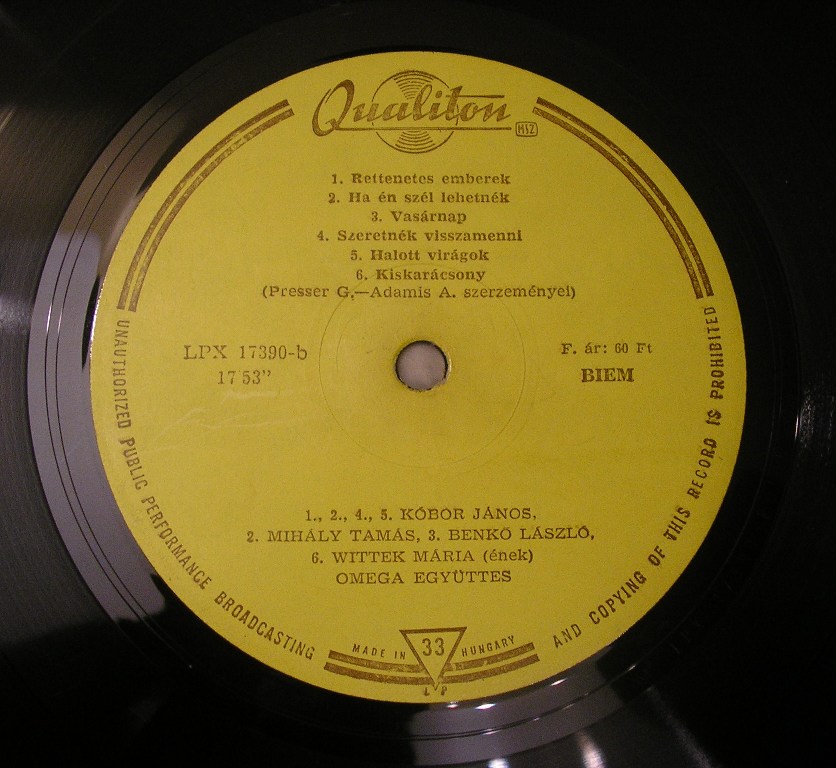 Qualiton
MSZ
1. Rettenetes emberek
2. Ha én szél lehetnék
3. Vasárnap
4. Szeretnék visszamenni
5. Halott virágok
6. Kiskarácsony
(Presser G,—Adamis A. szerzeményei)
LPX 17390-b
17'53"
F. ár: 60 Ft
BIEM
1., 2., 4., 5. KÓBOR JÁNOS,
2. MIHÁLY TAMÁS, 3. BENKŐ LÁSZLÓ,
6. WITTEK MÁRIA (ének)
OMEGA EGYÜTTES
MADE IN 33 HUNGARY
LP
UNAUTHORIZED PUBLIC PERFORMANCE BROADCASTING AND COPYING OF THIS RECORD IS PROHIBITED